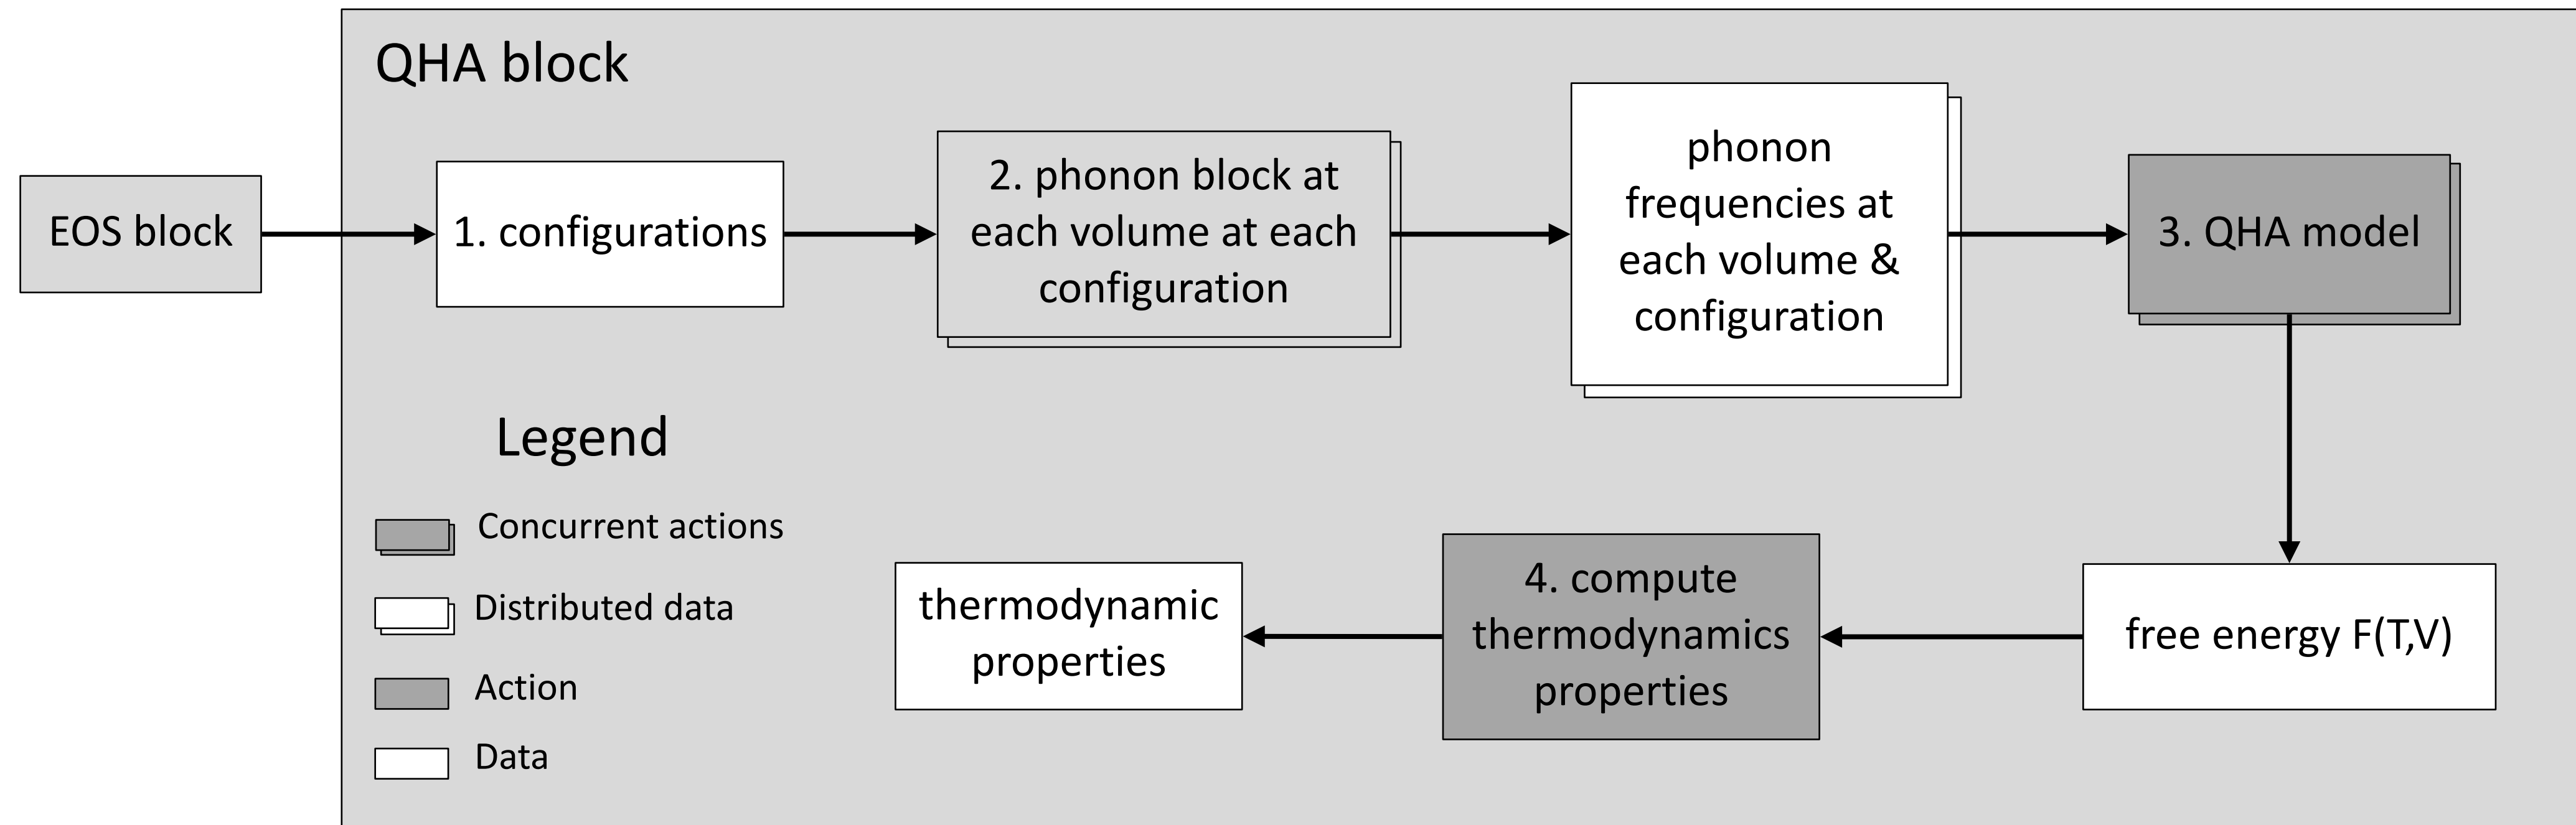 QHA block
EOS block
1. configurations
2. phonon block at
each volume at each
configuration
phonon
frequencies at
each volume &
configuration
3. QHA model
Legend
Concurrent actions
Distributed data
Action
Data
thermodynamic
properties
4. compute
thermodynamics
properties
free energy F(T,V)